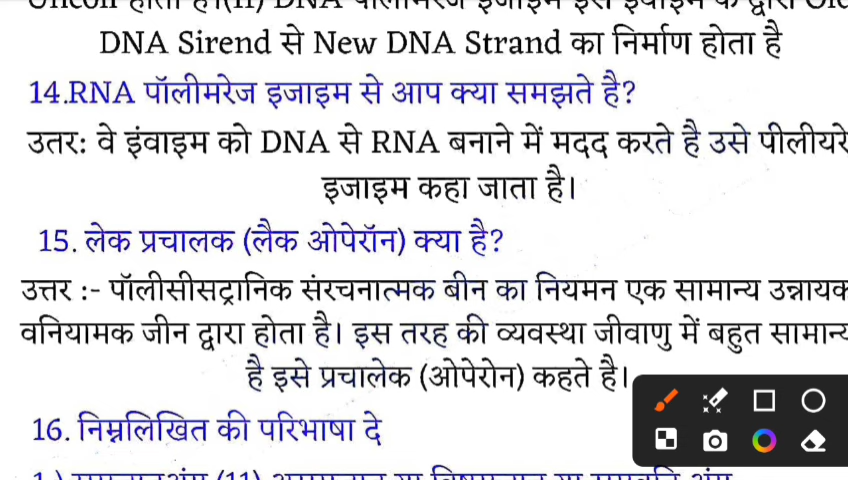 DNA Sirend से New DNA Strand का निर्माण होता है
14.RNA पॉलीमरेज इजाइम से आप क्या समझते है?
उतर: वे इंवाइम को DNA से RNA बनाने में मदद करते है उसे पीलीयरे
इजाइम कहा जाता है।
15. लेक प्रचालक (लैक ओपेरॉन) क्या है?
उत्तर :- पॉलीसीसट्रानिक संरचनात्मक बीन का नियमन एक सामान्य उन्नायक
वनियामक जीन द्वारा होता है। इस तरह की व्यवस्था जीवाणु में बहुत सामान्य
है इसे प्रचालेक (ओपेरोन) कहते है।
16. निम्नलिखित की परिभाषा दे